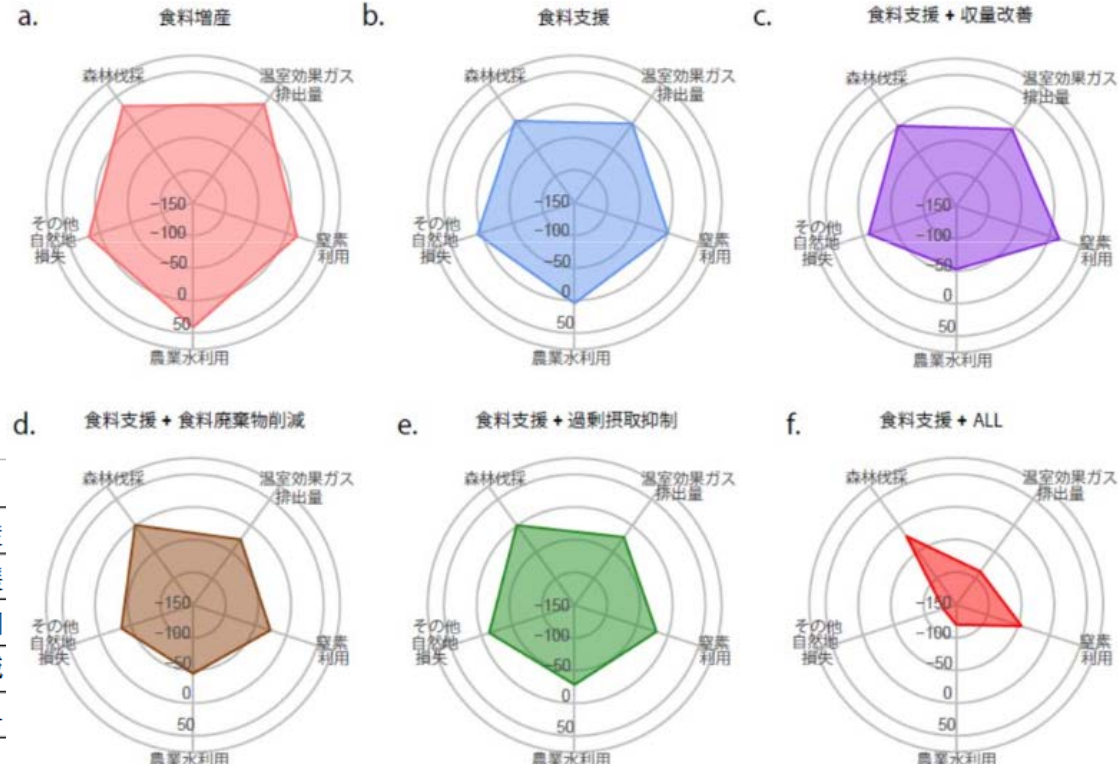 a.
食料増産
森林伐採
温室効果ガス
排出量
その他
自然地
損失
窒素
利用
農業水利用
-150
-100
-50
0
50
b.
食料支援
森林伐採
温室効果ガス
排出量
その他
自然地
損失
窒素
利用
農業水利用
-150
-100
-50
0
50
c.
食料支援 + 収量改善
森林伐採
温室効果ガス
排出量
その他
自然地
損失
窒素
利用
農業水利用
-150
-100
-50
0
50
d.
食料支援 + 食料廃棄物削減
森林伐採
温室効果ガス
排出量
その他
自然地
損失
窒素
利用
農業水利用
-150
-100
-50
0
50
e.
食料支援 + 過剰摂取抑制
森林伐採
温室効果ガス
排出量
その他
自然地
損失
窒素
利用
農業水利用
-150
-100
-50
0
50
f.
食料支援 + ALL
森林伐採
温室効果ガス
排出量
その他
自然地
損失
窒素
利用
農業水利用
-150
-100
-50
0
50